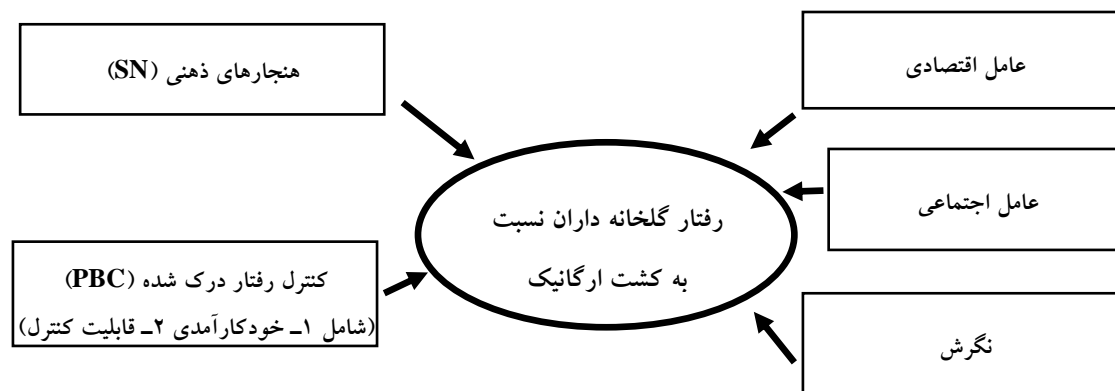 عامل اقتصادی
هنجارهای ذهنی (SN)
عامل اجتماعی
رفتار گلخانه داران نسبت
به کشت ارگانیک
کنترل رفتار درک شده (PBC)
(شامل ۱ـ خودکارآمدی ۲ـ قابلیت کنترل)
نگرش